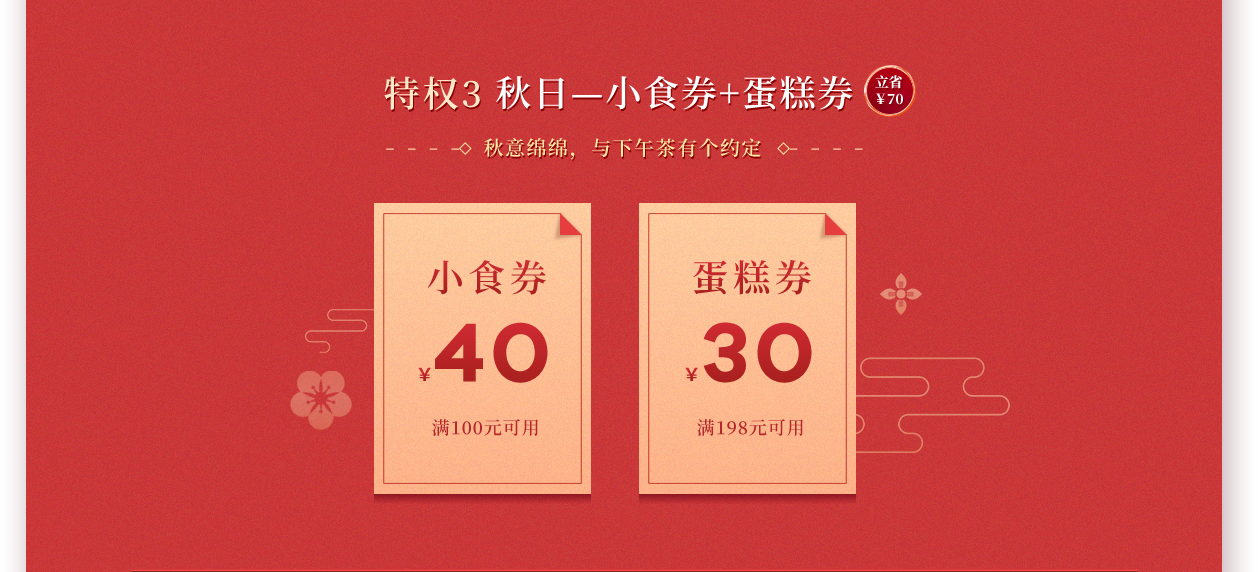 特权3 秋日—小食券+蛋糕券
立省
¥70
秋意绵绵，与下午茶有个约定
小食券
¥40
满100元可用
蛋糕券
¥30
满198元可用